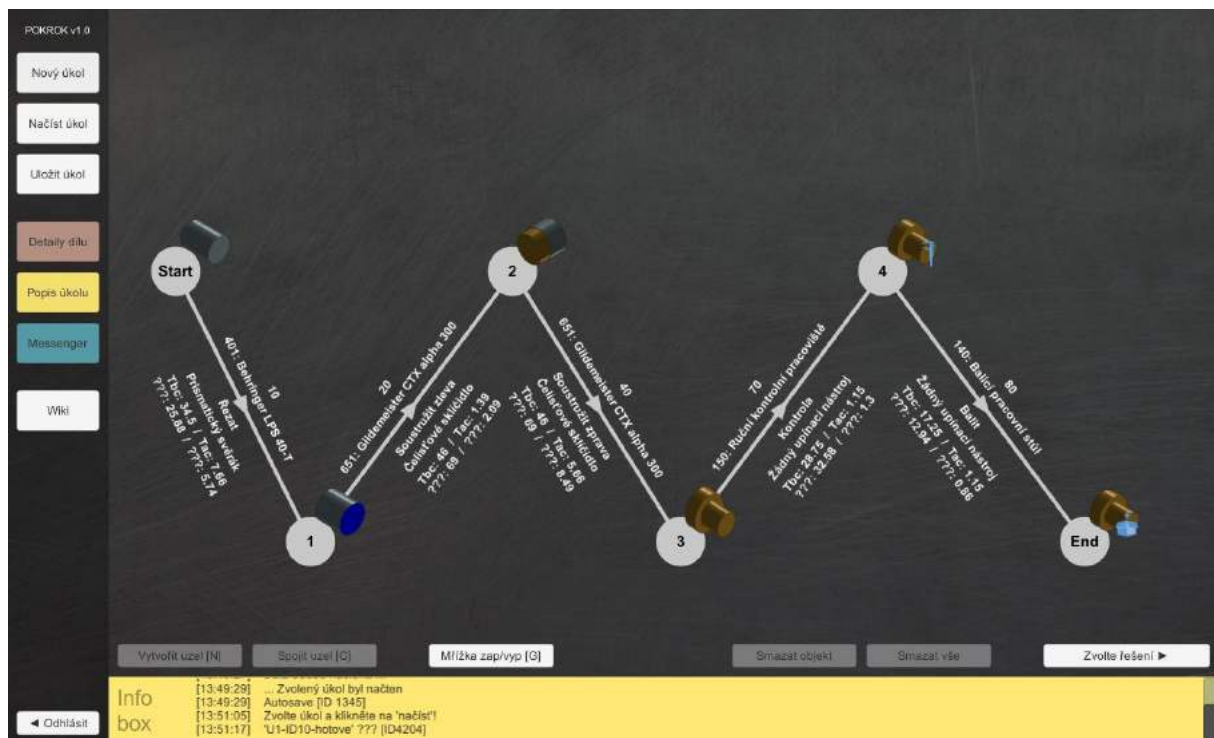 POKROK v1.0
Nový úkol
Načíst úkol
Uložit úkol
Detaily dílu
Popis úkolu
Messenger
Wiki
◄ Odhlásit
Start
10
401: Behringer LPS 40-T
Řezat
Prismatický svěrák
Tbc: 34.5 / Tac: 7.66
???: 25.88 / ???: 5.74
1
20
651: Gildemeister CTX alpha 300
Soustružit zleva
Čelisťové sklíčidlo
Tbc: 46 / Tac: 1.39
???: 69 / ???: 2.09
2
40
651: Gildemeister CTX alpha 300
Soustružit zprava
Čelisťové sklíčidlo
Tbc: 46 / Tac: 5.66
???: 69 / ???: 8.49
3
70
150: Ruční kontrolní pracoviště
Kontrola
Žádný upínací nástroj
Tbc: 28.75 / Tac: 1.15
???: 32.58 / ???: 1.3
4
80
140: Balicí pracovní stůl
Balit
Žádný upínací nástroj
Tbc: 17.25 / Tac: 1.15
???: 12.94 / ???: 0.86
End
Vytvořit uzel [N]
Spojit uzel [C]
Mřížka zap/vyp [G]
Smazat objekt
Smazat vše
Zvolte řešení ►
Info
box
[13:49:29] ... Zvolený úkol byl načten
[13:49:29] Autosave [ID 1345]
[13:51:05] Zvolte úkol a klikněte na 'načíst'!
[13:51:17] 'U1-ID10-hotove' ??? [ID4204]